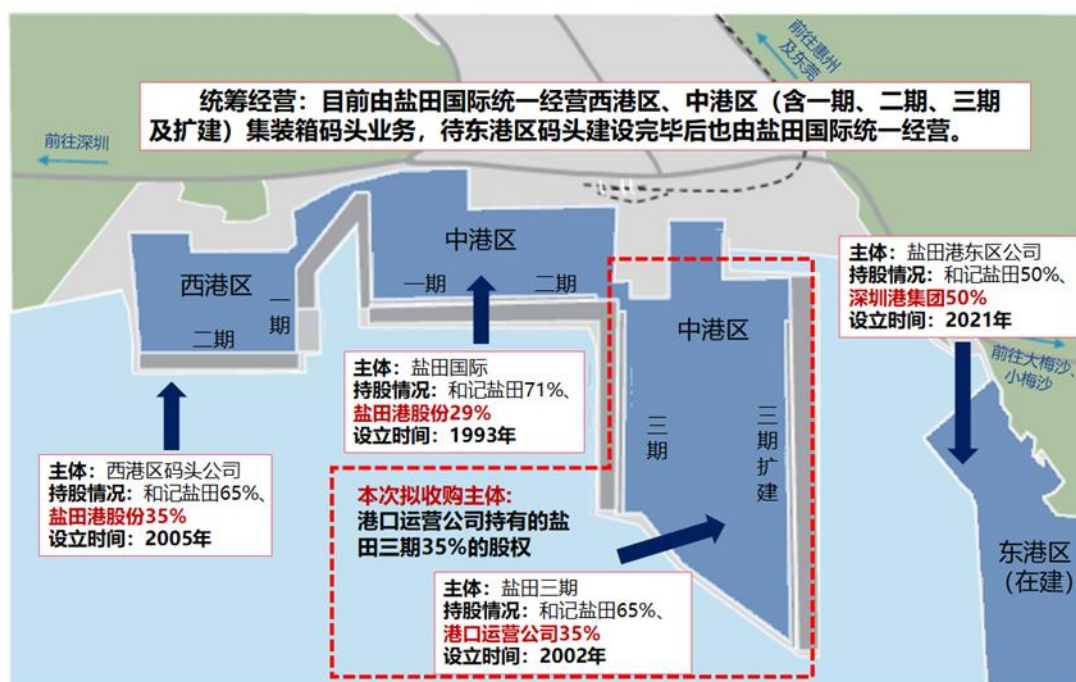 前往惠州
及东莞
统筹经营：目前由盐田国际统一经营西港区、中港区（含一期、二期、三期
及扩建）集装箱码头业务，待东港区码头建设完毕后也由盐田国际统一经营。
前往深圳
中港区
一期
二期
西港区
一期
二期
主体：盐田港东区公司
持股情况：和记盐田50%、
深圳港集团50%
设立时间：2021年
中港区
三期
三期扩建
前往大梅沙、
小梅沙
主体：盐田国际
持股情况：和记盐田71%、
盐田港股份29%
设立时间：1993年
主体：西港区码头公司
持股情况：和记盐田65%、
盐田港股份35%
设立时间：2005年
本次拟收购主体：
港口运营公司持有的盐
田三期35%的股权
主体：盐田三期
持股情况：和记盐田65%、
港口运营公司35%
设立时间：2002年
东港区
（在建）